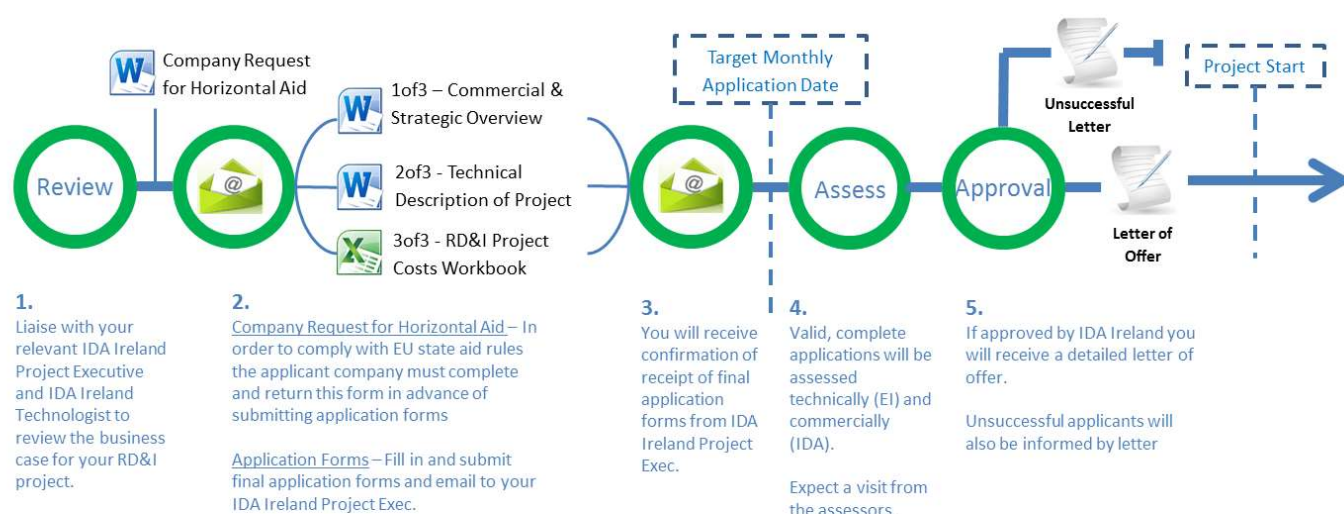 Company Request
for Horizontal Aid
1of3 – Commercial &
Strategic Overview
2of3 - Technical
Description of Project
3of3 - RD&I Project
Costs Workbook
Target Monthly
Application Date
Unsuccessful
Letter
Project Start
Review
@
@
Assess
Approval
Letter of
Offer
1.
Liaise with your
relevant IDA Ireland
Project Executive
and IDA Ireland
Technologist to
review the business
case for your RD&I
project.
2.
Company Request for Horizontal Aid – In
order to comply with EU state aid rules
the applicant company must complete
and return this form in advance of
submitting application forms
Application Forms – Fill in and submit
final application forms and email to your
IDA Ireland Project Exec.
3.
You will receive
confirmation of
receipt of final
application
forms from IDA
Ireland Project
Exec.
4.
Valid, complete
applications will be
assessed
technically (EI) and
commercially
(IDA).
Expect a visit from
the assessors
5.
If approved by IDA Ireland you
will receive a detailed letter of
offer.
Unsuccessful applicants will
also be informed by letter